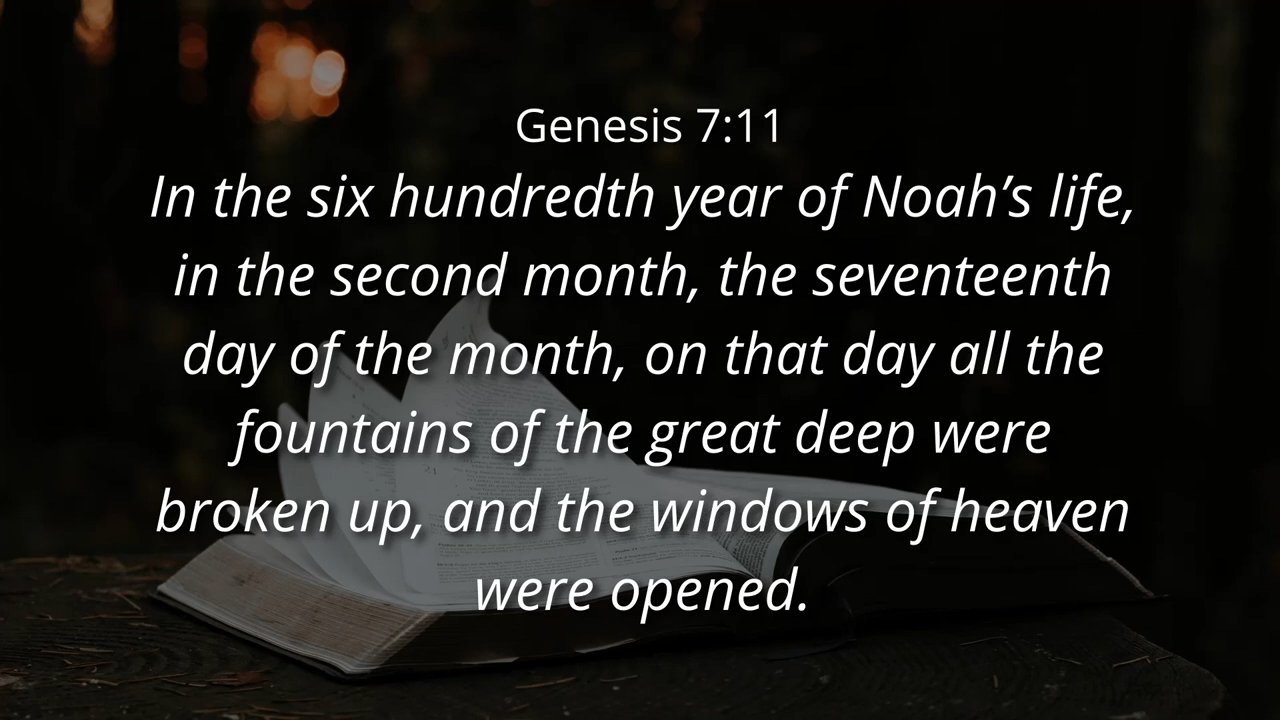 Genesis 7:11
In the six hundredth year of Noah’s life,
in the second month, the seventeenth
day of the month, on that day all the
fountains of the great deep were
broken up, and the windows of heaven
were opened.